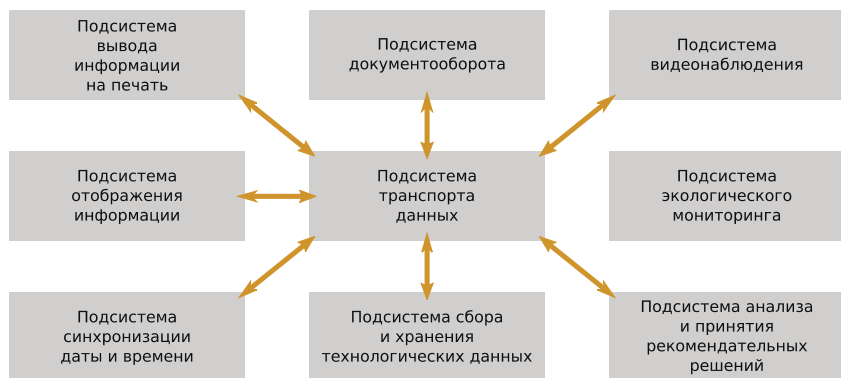 Подсистема
вывода
информации
на печать
Подсистема
документооборота
Подсистема
видеонаблюдения
Подсистема
отображения
информации
Подсистема
транспорта
данных
Подсистема
экологического
мониторинга
Подсистема
синхронизации
даты и времени
Подсистема сбора
и хранения
технологических данных
Подсистема анализа
и принятия
рекомендательных
решений